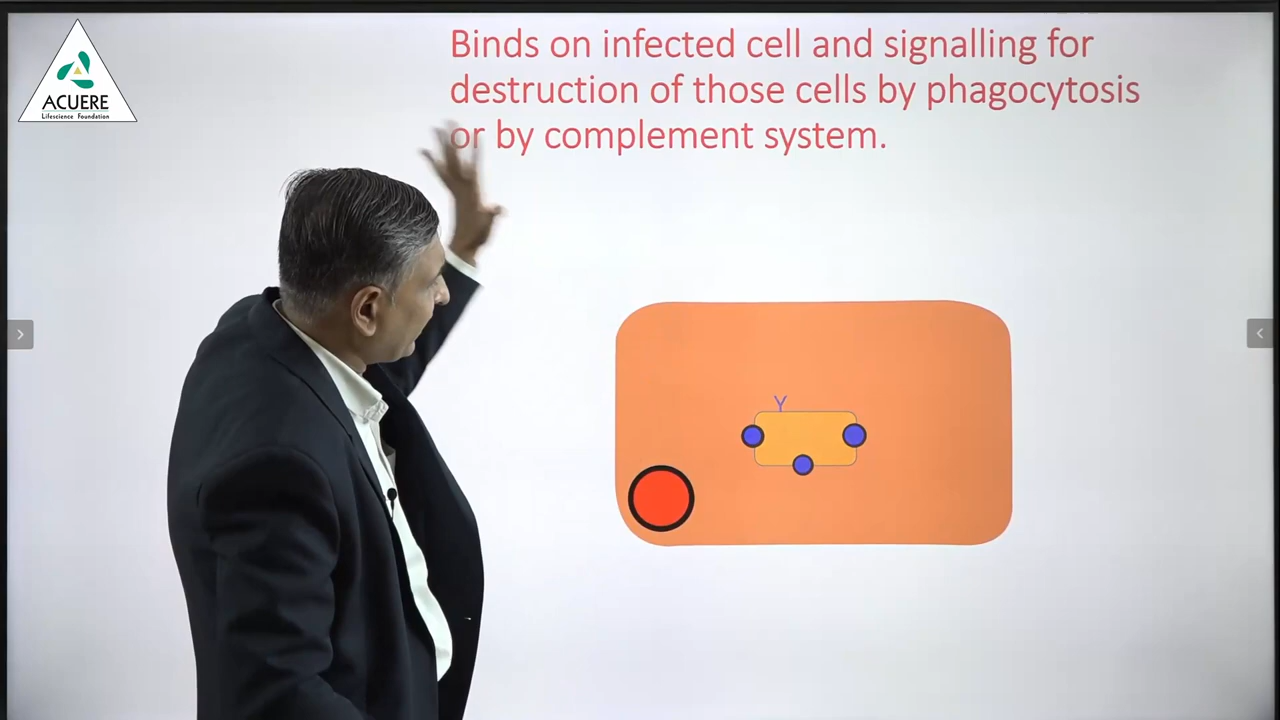 ACUERE
Lifescience Foundation
Binds on infected cell and signalling for
destruction of those cells by phagocytosis
or by complement system.
Y